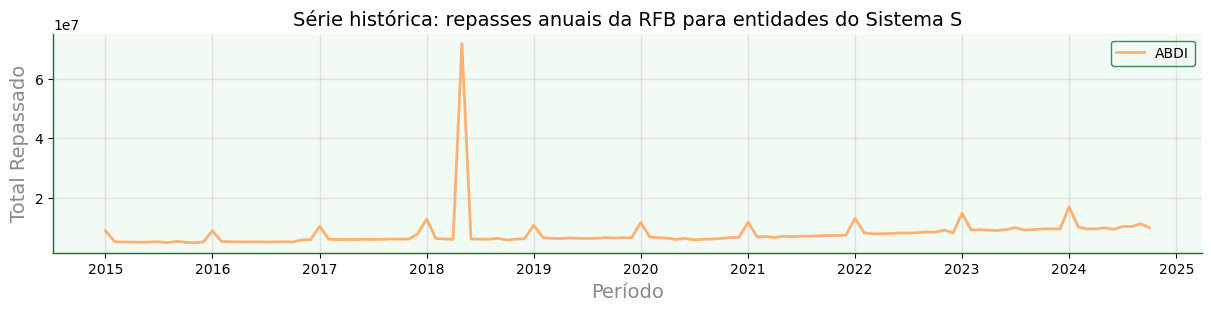 Série histórica: repasses anuais da RFB para entidades do Sistema S
1e7
ABDI
6
4
2
Total Repassado
2015 2016 2017 2018 2019 2020 2021 2022 2023 2024 2025
Período